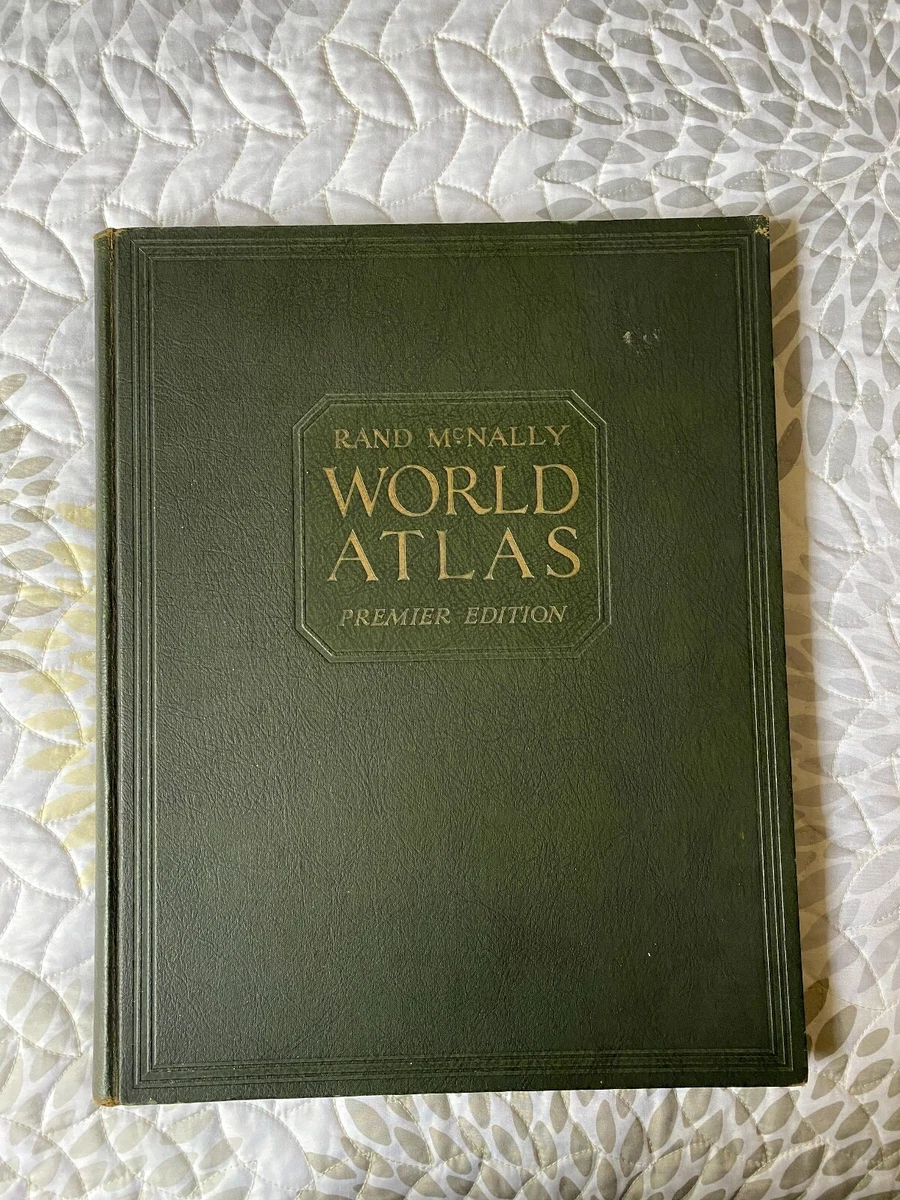 RAND McNALLY
WORLD
ATLAS
PREMIER EDITION